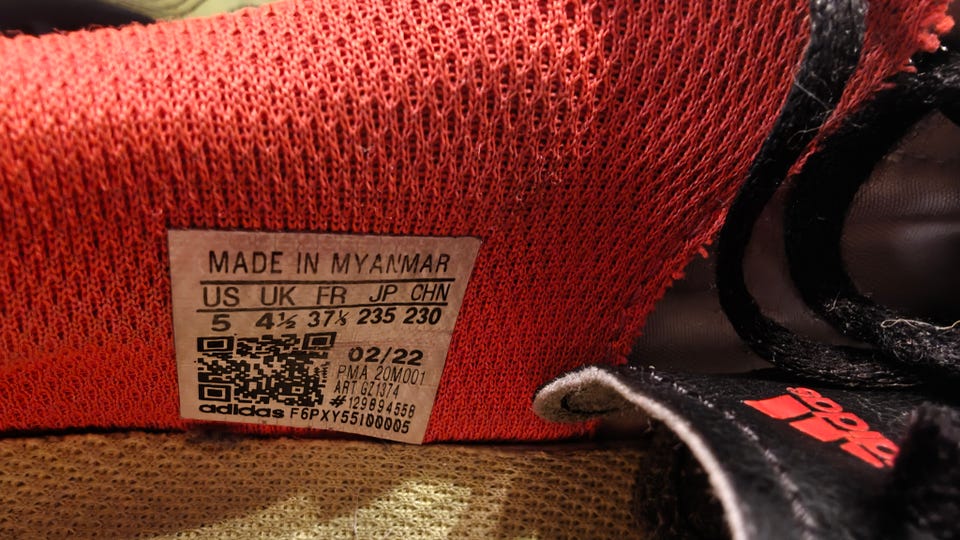 MADE IN MYANMAR
US UK FR JP CHN
5 4½ 37⅓ 235 230
02/22
PMA 20M001
ART GZ1374
#129894558
adidas F6PXY55100005
adidas